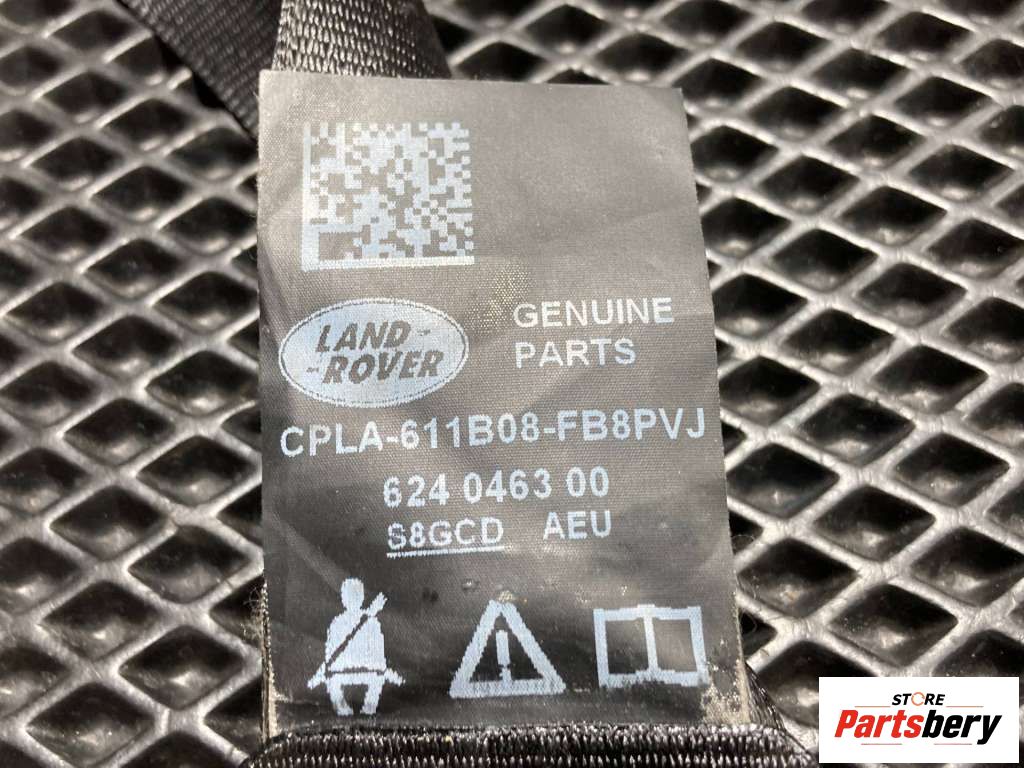 LAND-
-ROVER
GENUINE
PARTS
CPLA-611B08-FB8PVJ
624 0463 00
S8GCD AEU
STORE
Partsbery